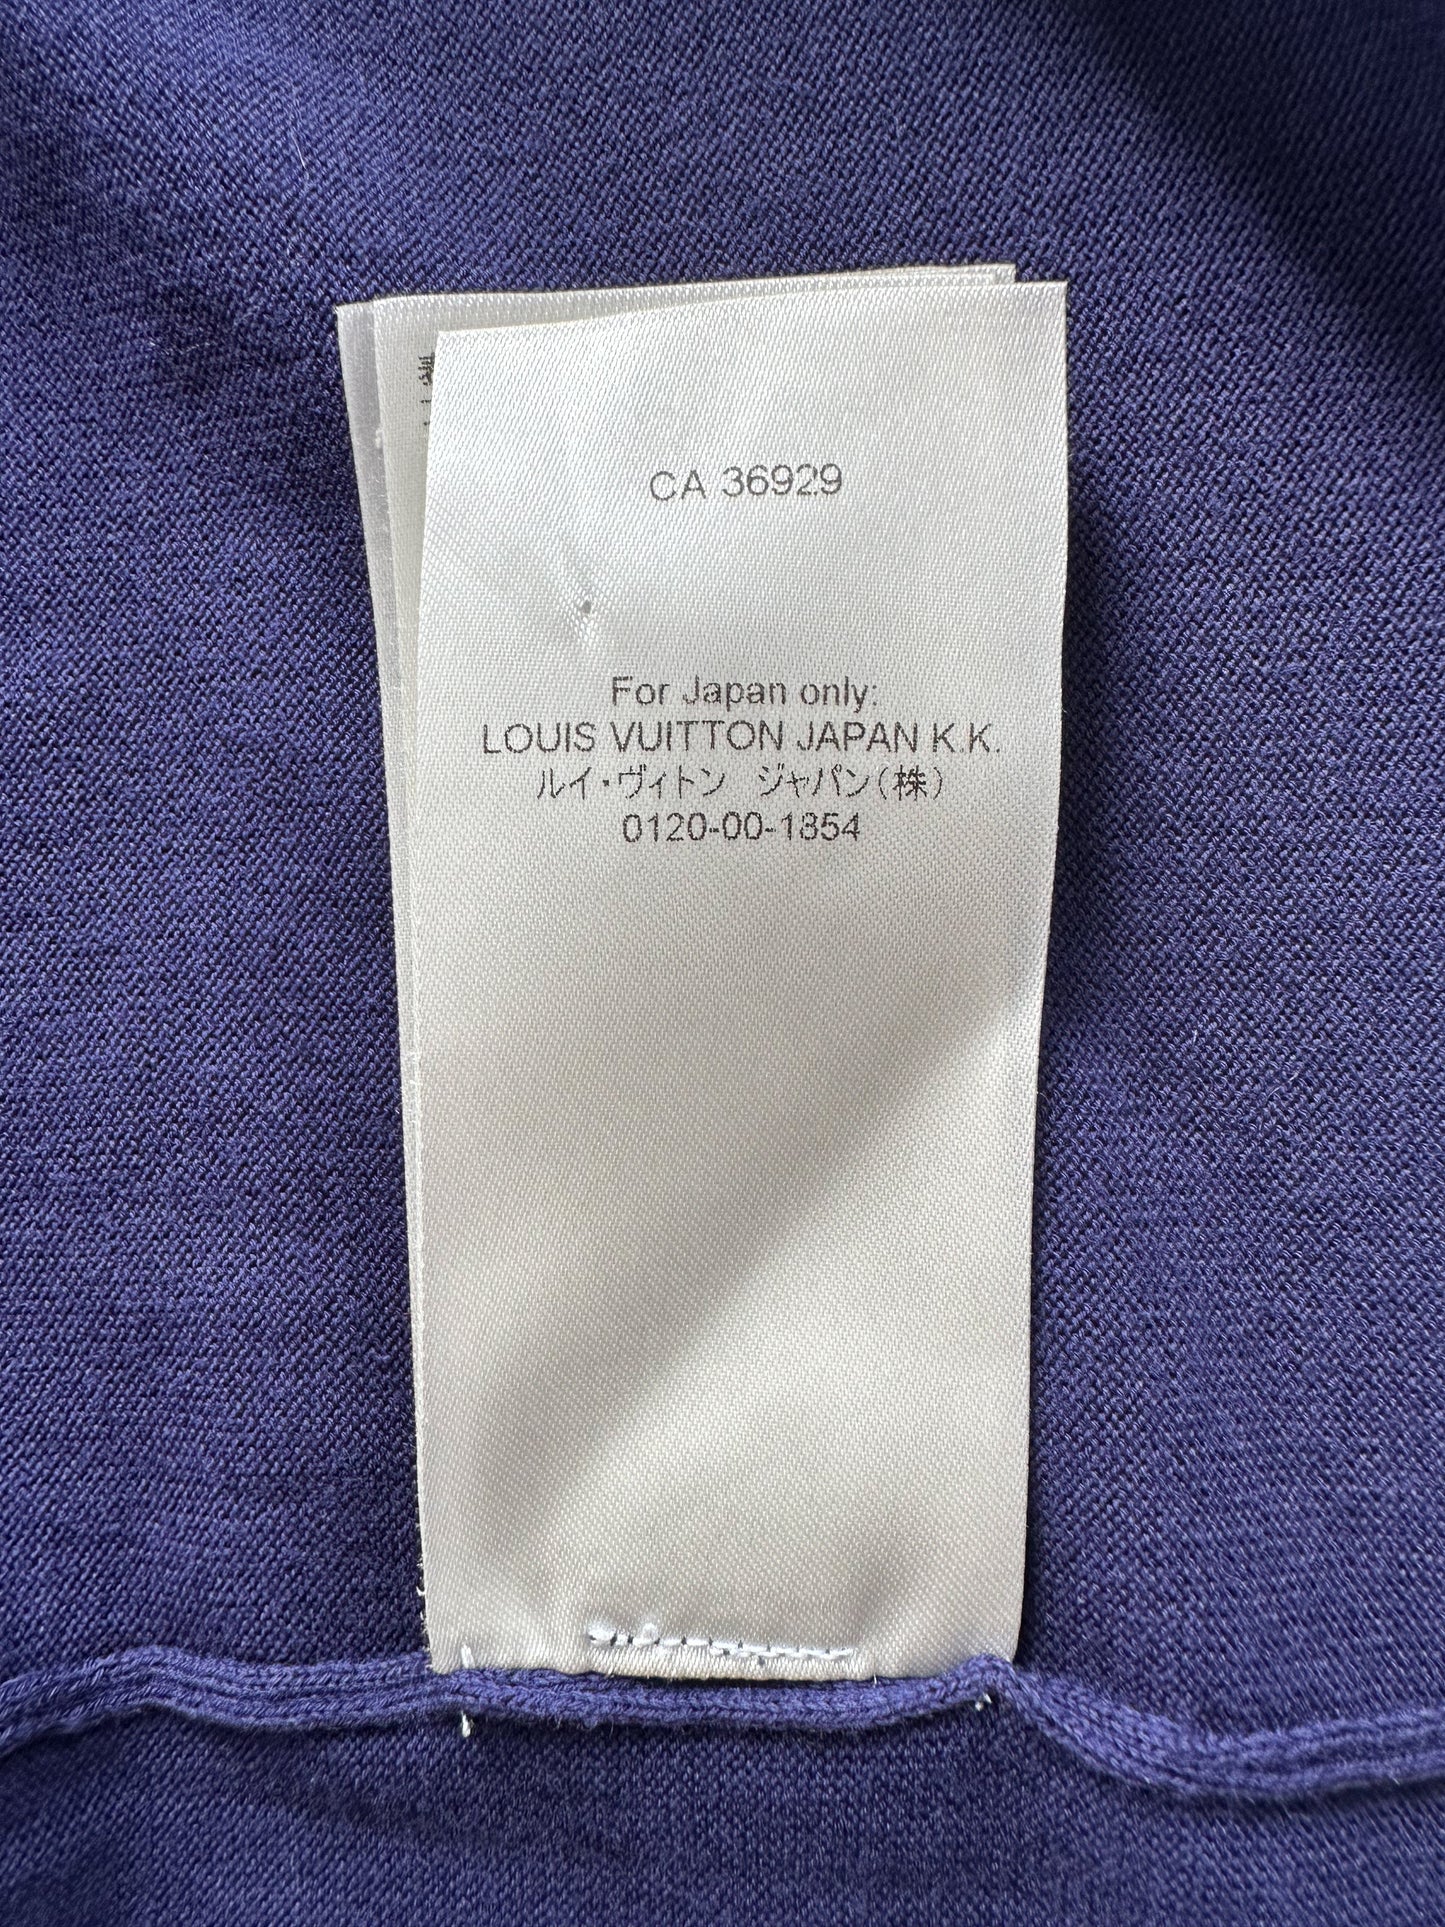 CA 36929
For Japan only:
LOUIS VUITTON JAPAN K.K.
ルイ・ヴィトン ジャパン(株)
0120-00-1854